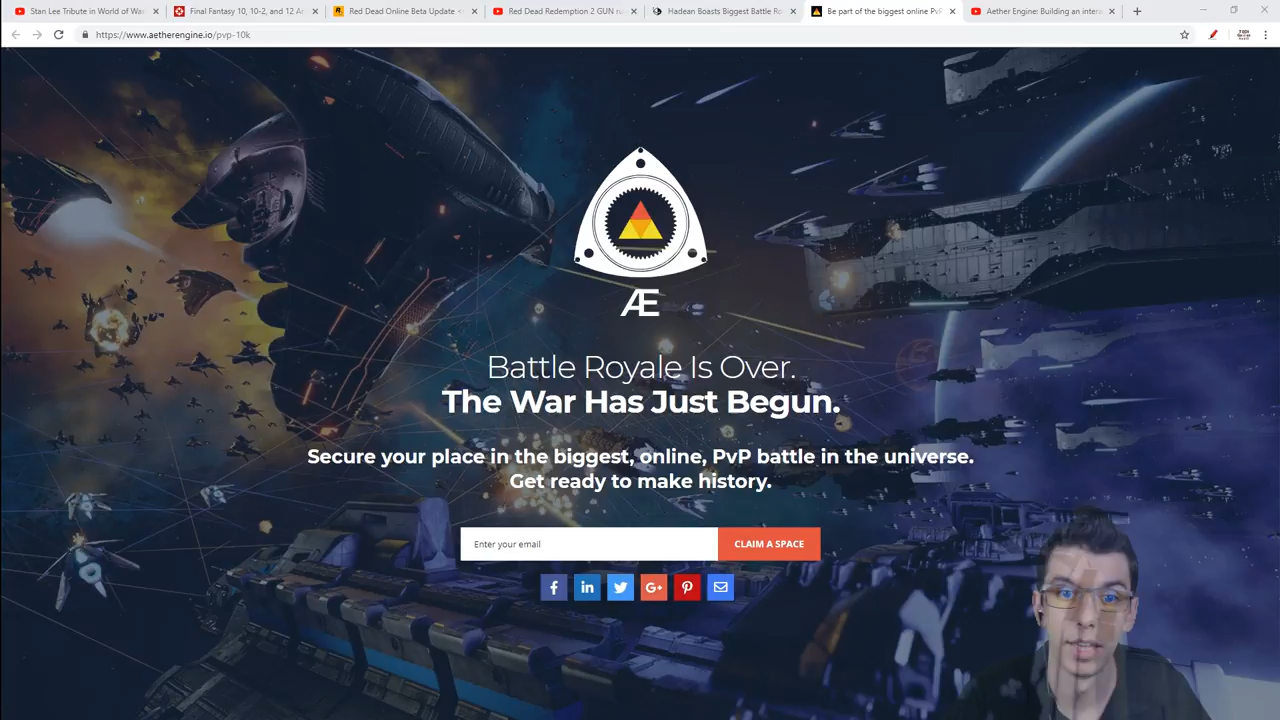 Stan Lee Tribute in World of War
Final Fantasy 10, 10-2, and 12 Ar
Red Dead Online Beta Update
Red Dead Redemption 2 GUN ru
Hadean Boasts Biggest Battle Ro
Be part of the biggest online PvP
Aether Engine: Building an intera
https://www.aetherengine.io/pvp-10k
Æ
Battle Royale Is Over.
The War Has Just Begun.
Secure your place in the biggest, online, PvP battle in the universe.
Get ready to make history.
Enter your email
CLAIM A SPACE